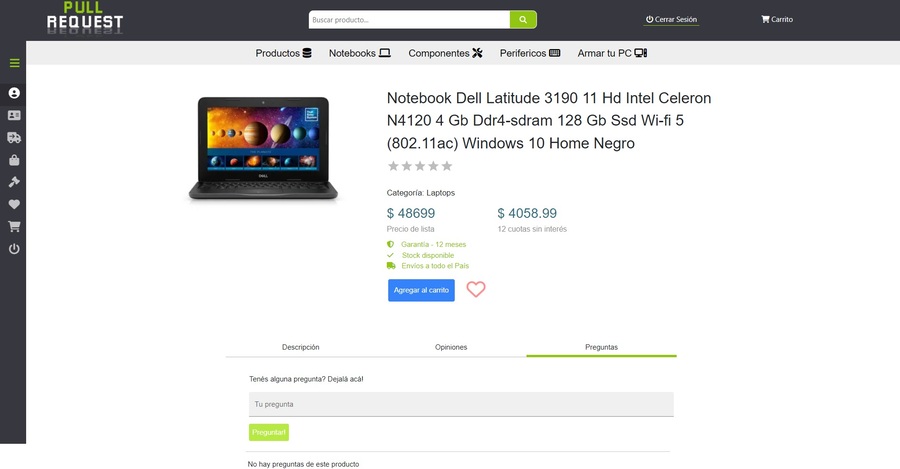 PULL
REQUEST
Buscar producto...
Cerrar Sesión
Carrito
Productos
Notebooks
Componentes
Perifericos
Armar tu PC
Notebook Dell Latitude 3190 11 Hd Intel Celeron
N4120 4 Gb Ddr4-sdram 128 Gb Ssd Wi-fi 5
(802.11ac) Windows 10 Home Negro
Categoría: Laptops
$ 48699
$ 4058.99
Precio de lista
12 cuotas sin interés
Garantía - 12 meses
Stock disponible
Envíos a todo el País
Agregar al carrito
Descripción
Opiniones
Preguntas
Tenés alguna pregunta? Dejalá acá!
Tu pregunta
Preguntar!
No hay preguntas de este producto